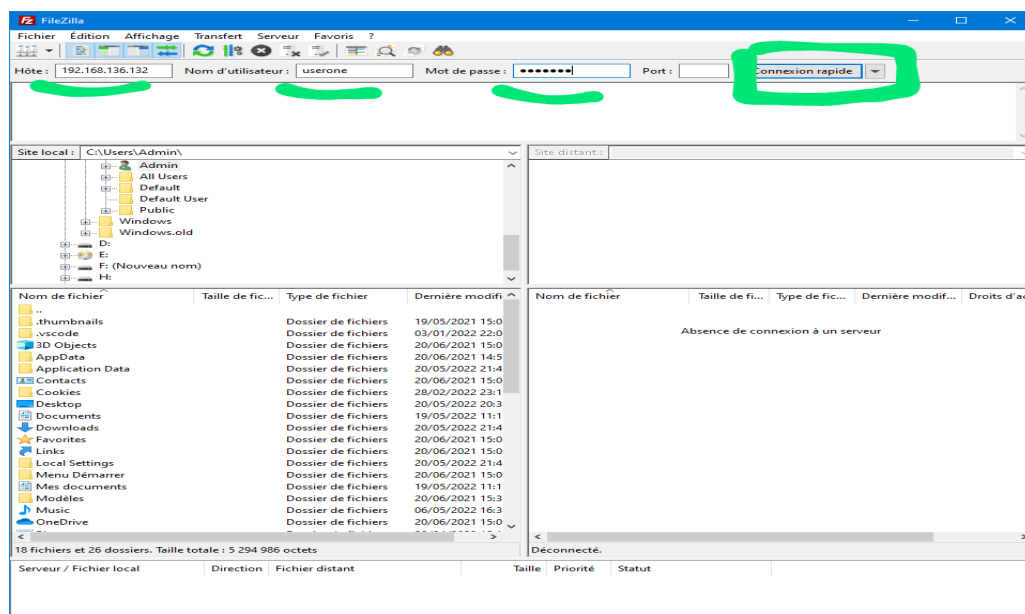 FileZilla
Fichier Édition Affichage Transfert Serveur Favoris ?
Hôte : 192.168.136.132 Nom d'utilisateur : userone Mot de passe : ●●●●●●● Port : Connexion rapide
Site local : C:\Users\Admin\ Site distant :
Admin
All Users
Default
Default User
Public
Windows
Windows.old
D:
E:
F: (Nouveau nom)
H:
Nom de fichier Taille de fic... Type de fichier Dernière modifi Nom de fichier Taille de fi... Type de fic... Dernière modif... Droits d'a
..
.thumbnails Dossier de fichiers 19/05/2021 15:0
.vscode Dossier de fichiers 03/01/2022 22:0
Absence de connexion à un serveur
3D Objects Dossier de fichiers 20/06/2021 15:0
AppData Dossier de fichiers 20/06/2021 14:5
Application Data Dossier de fichiers 20/05/2022 21:4
Contacts Dossier de fichiers 20/06/2021 15:0
Cookies Dossier de fichiers 28/02/2022 23:1
Desktop Dossier de fichiers 20/05/2022 20:3
Documents Dossier de fichiers 19/05/2022 11:1
Downloads Dossier de fichiers 20/05/2022 21:4
Favorites Dossier de fichiers 20/06/2021 15:0
Links Dossier de fichiers 20/06/2021 15:0
Local Settings Dossier de fichiers 20/05/2022 21:4
Menu Démarrer Dossier de fichiers 20/06/2021 15:0
Mes documents Dossier de fichiers 19/05/2022 11:1
Modèles Dossier de fichiers 20/06/2021 15:3
Music Dossier de fichiers 06/05/2022 16:3
OneDrive Dossier de fichiers 20/06/2021 15:0
18 fichiers et 26 dossiers. Taille totale : 5 294 986 octets Déconnecté.
Serveur / Fichier local Direction Fichier distant Taille Priorité Statut